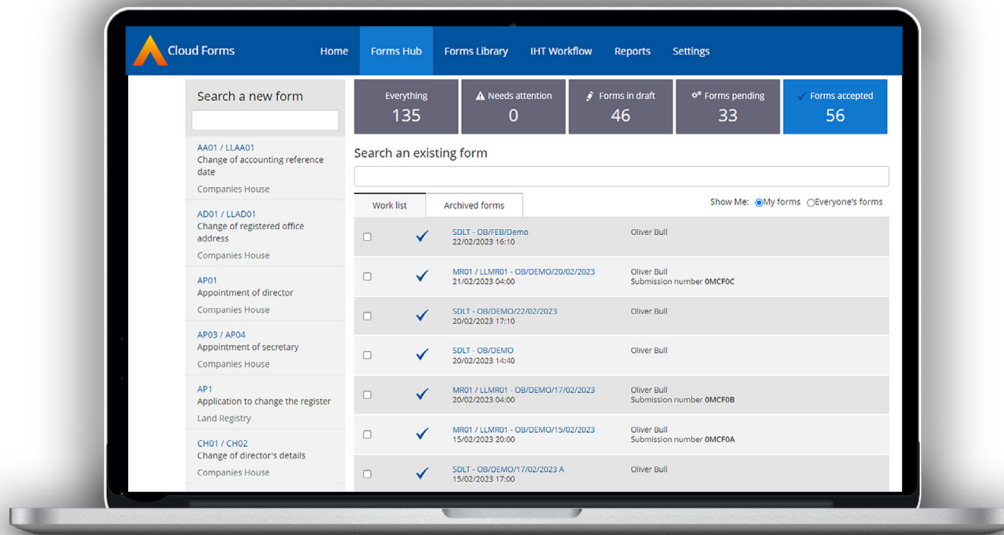 Cloud Forms
Home
Forms Hub
Forms Library
IHT Workflow
Reports
Settings
Search a new form
AA01 / LLAA01
Change of accounting reference
date
Companies House
AD01 / LLAD01
Change of registered office
address
Companies House
AP01
Appointment of director
Companies House
AP03 / AP04
Appointment of secretary
Companies House
AP1
Application to change the register
Land Registry
CH01 / CH02
Change of director's details
Companies House
Everything
135
Needs attention
0
Forms in draft
46
Forms pending
33
Forms accepted
56
Search an existing form
Work list
Archived forms
Show Me: My forms Everyone's forms
SDLT - OB/FEB/Demo
22/02/2023 16:10
Oliver Bull
MR01 / LLMR01 - OB/DEMO/20/02/2023
21/02/2023 04:00
Oliver Bull
Submission number 0MCF0C
SDLT - OB/DEMO/22/02/2023
20/02/2023 17:10
Oliver Bull
SDLT - OB/DEMO
20/02/2023 14:40
Oliver Bull
MR01 / LLMR01 - OB/DEMO/17/02/2023
20/02/2023 04:00
Oliver Bull
Submission number 0MCF0B
MR01 / LLMR01 - OB/DEMO/15/02/2023
15/02/2023 20:00
Oliver Bull
Submission number 0MCF0A
SDLT - OB/DEMO/17/02/2023 A
15/02/2023 17:00
Oliver Bull